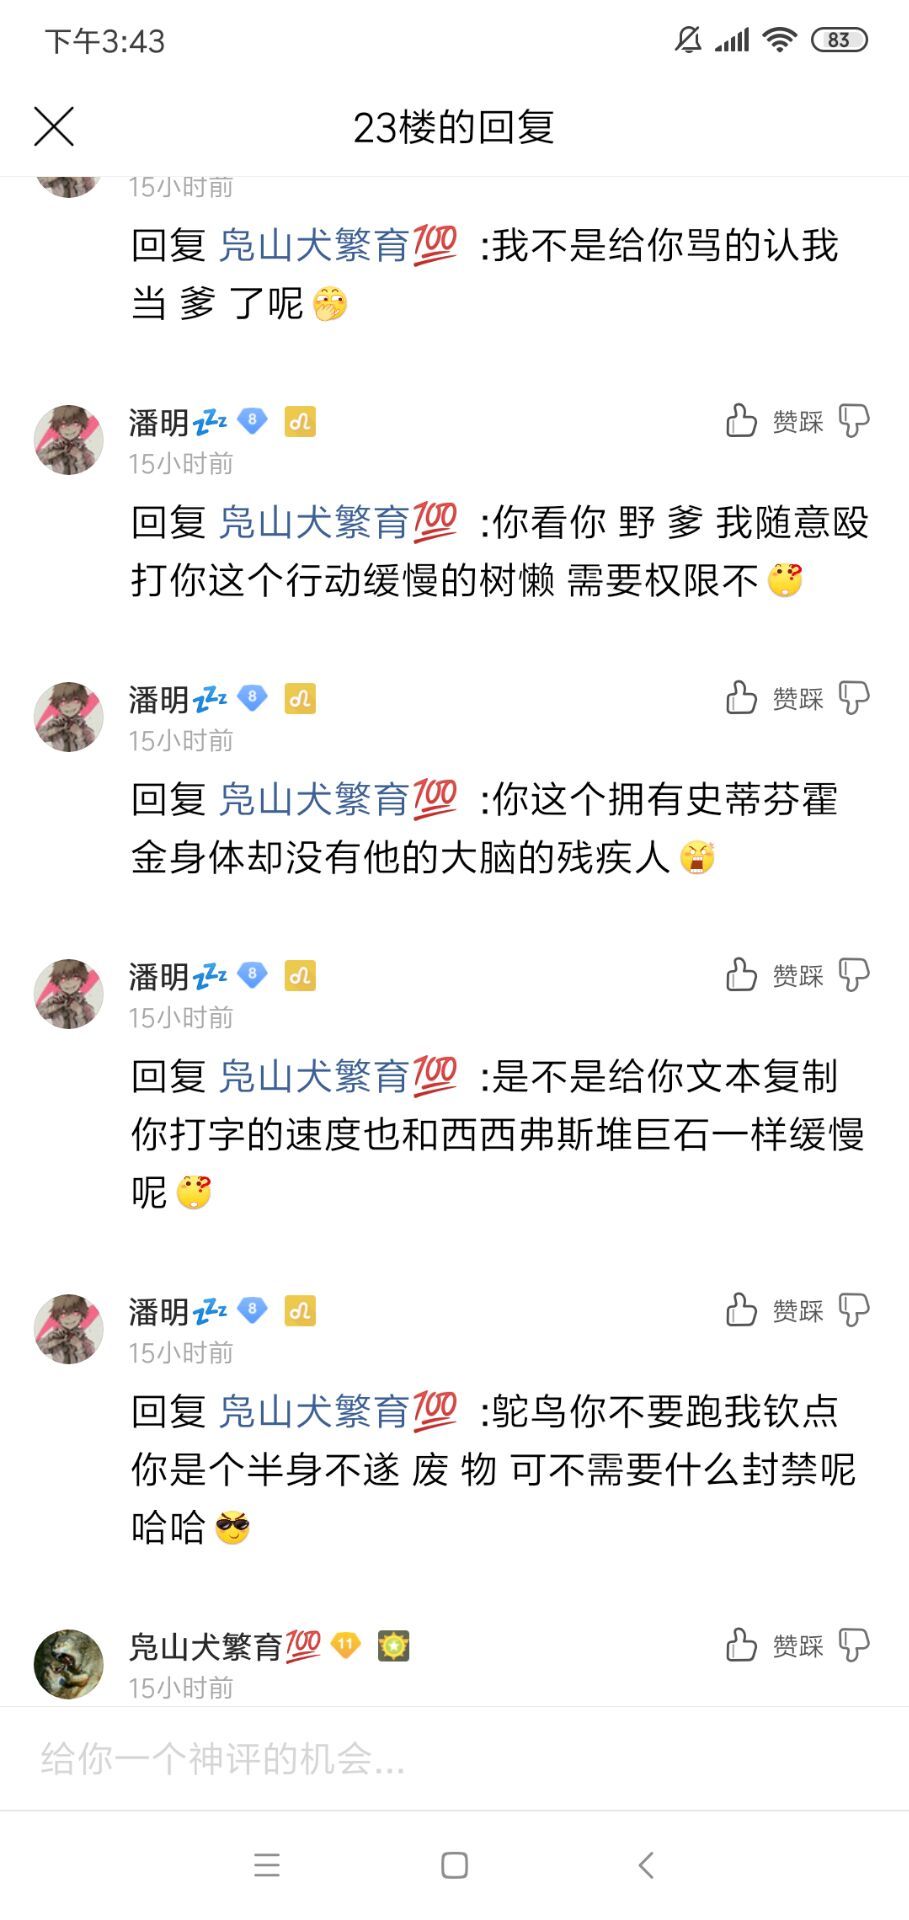 下午3:43
83
23楼的回复
15小时前
回复 凫山犬繁育💯 :我不是给你骂的认我
当 爹 了呢
潘明💤 8
赞踩
15小时前
回复 凫山犬繁育💯 :你看你 野 爹 我随意殴
打你这个行动缓慢的树懒 需要权限不
潘明💤 8
赞踩
15小时前
回复 凫山犬繁育💯 :你这个拥有史蒂芬霍
金身体却没有他的大脑的残疾人
潘明💤 8
赞踩
15小时前
回复 凫山犬繁育💯 :是不是给你文本复制
你打字的速度也和西西弗斯堆巨石一样缓慢
呢
潘明💤 8
赞踩
15小时前
回复 凫山犬繁育💯 :鸵鸟你不要跑我钦点
你是个半身不遂 废 物 可不需要什么封禁呢
哈哈
凫山犬繁育💯 11
赞踩
15小时前
给你一个神评的机会...